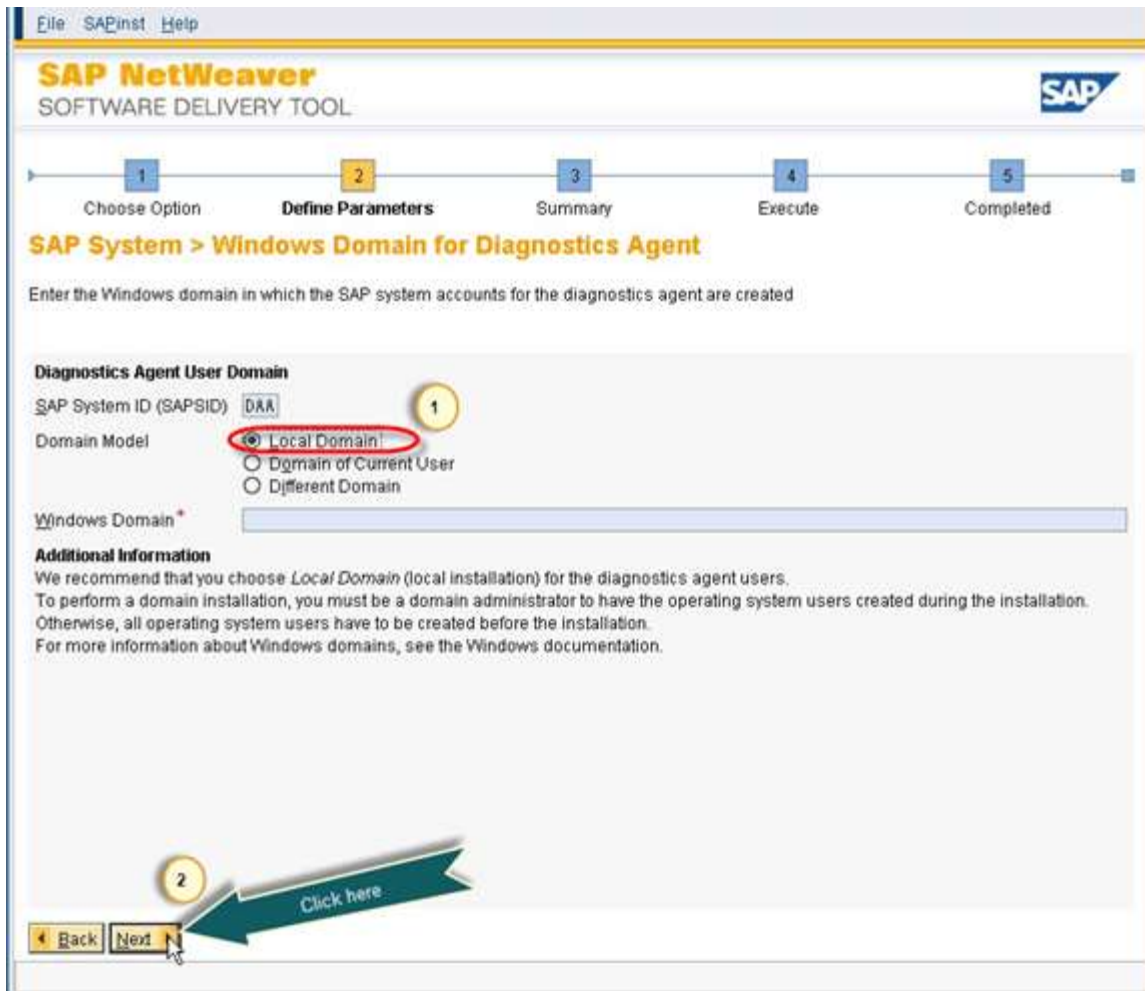 File SAPinst Help
SAP NetWeaver
SOFTWARE DELIVERY TOOL
SAP
1 2 3 4 5
Choose Option Define Parameters Summary Execute Completed
SAP System > Windows Domain for Diagnostics Agent
Enter the Windows domain in which the SAP system accounts for the diagnostics agent are created
Diagnostics Agent User Domain
SAP System ID (SAPSID) DAA
1
Domain Model Local Domain
Domain of Current User
Different Domain
Windows Domain *
Additional Information
We recommend that you choose Local Domain (local installation) for the diagnostics agent users.
To perform a domain installation, you must be a domain administrator to have the operating system users created during the installation.
Otherwise, all operating system users have to be created before the installation.
For more information about Windows domains, see the Windows documentation.
2
Click here
Back Next